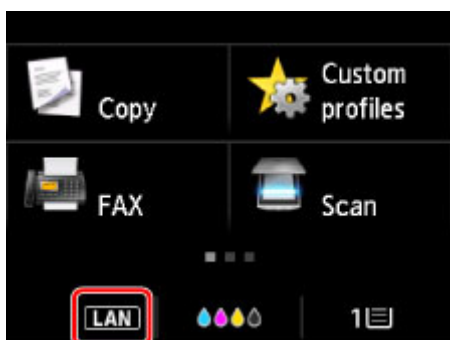 Copy
Custom
profiles
FAX
Scan
LAN
1